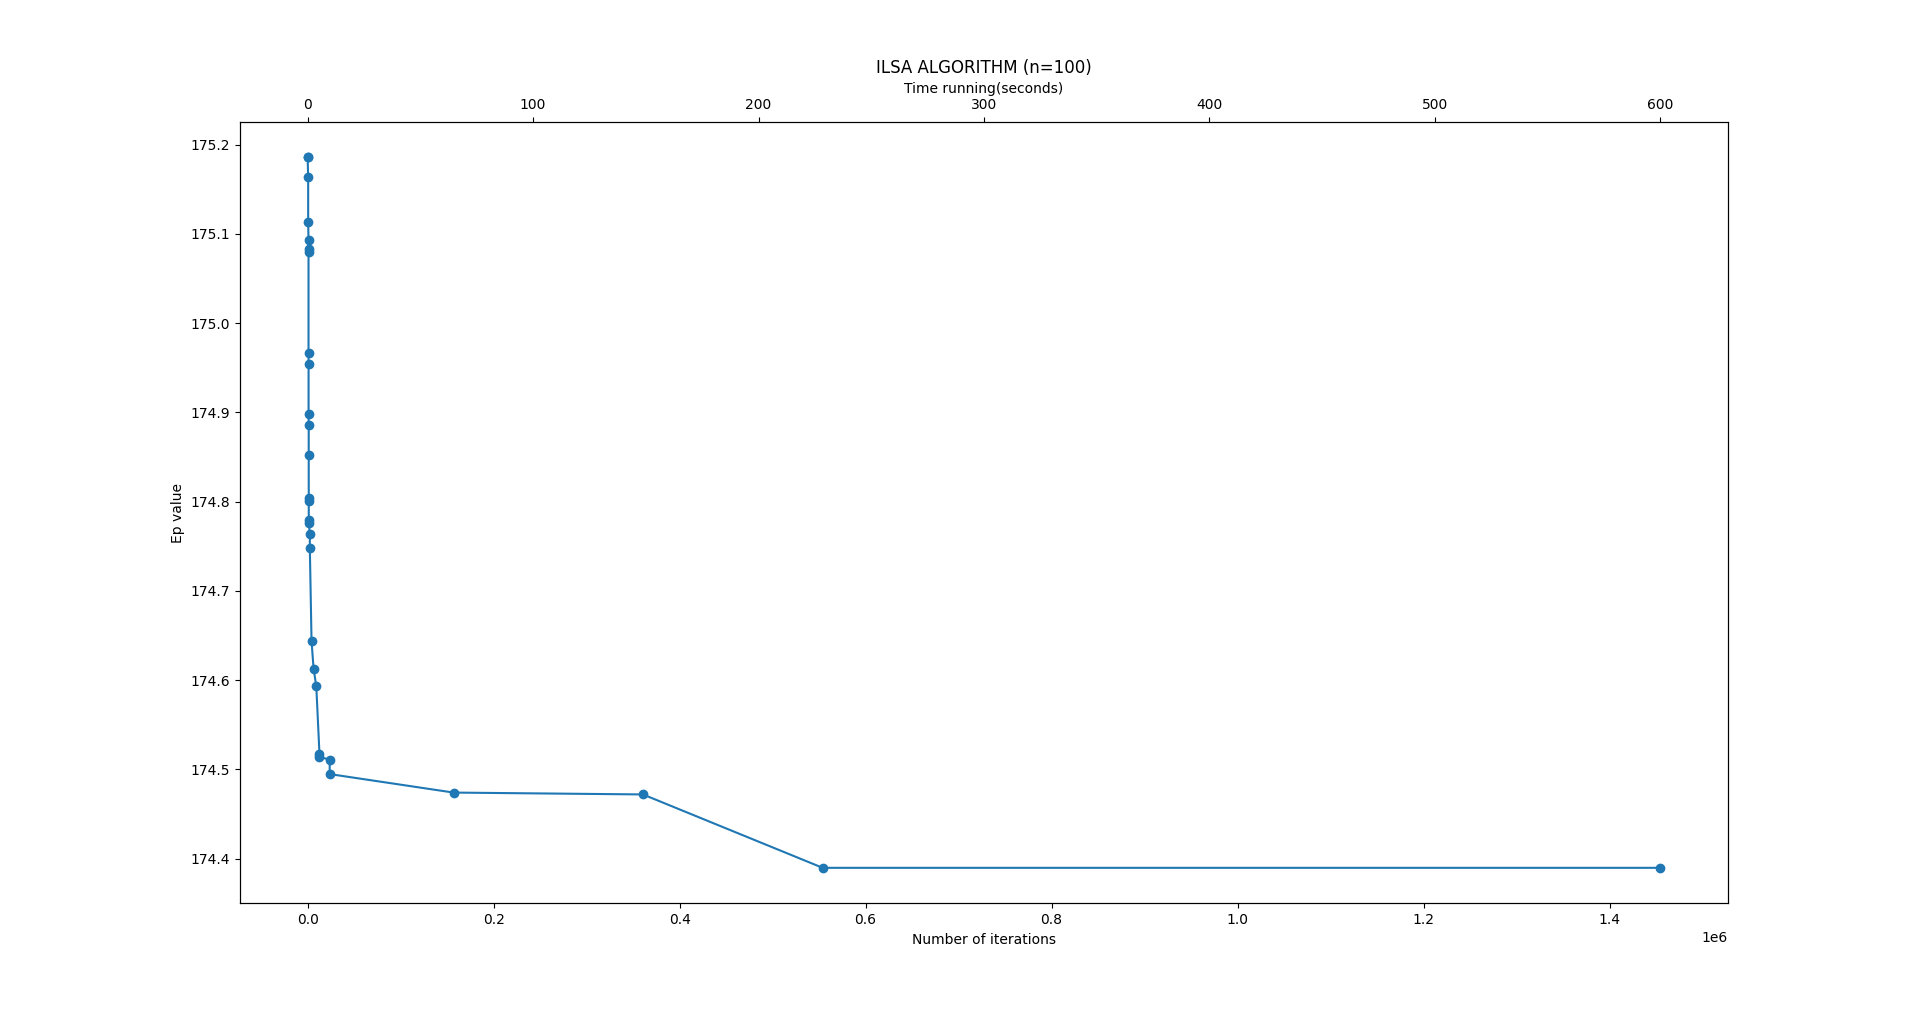 ILSA ALGORITHM (n=100)
Time running(seconds)
0 100 200 300 400 500 600
175.2
175.1
175.0
174.9
174.8
174.7
174.6
174.5
174.4
Ep value
0.0 0.2 0.4 0.6 0.8 1.0 1.2 1.4
1e6
Number of iterations